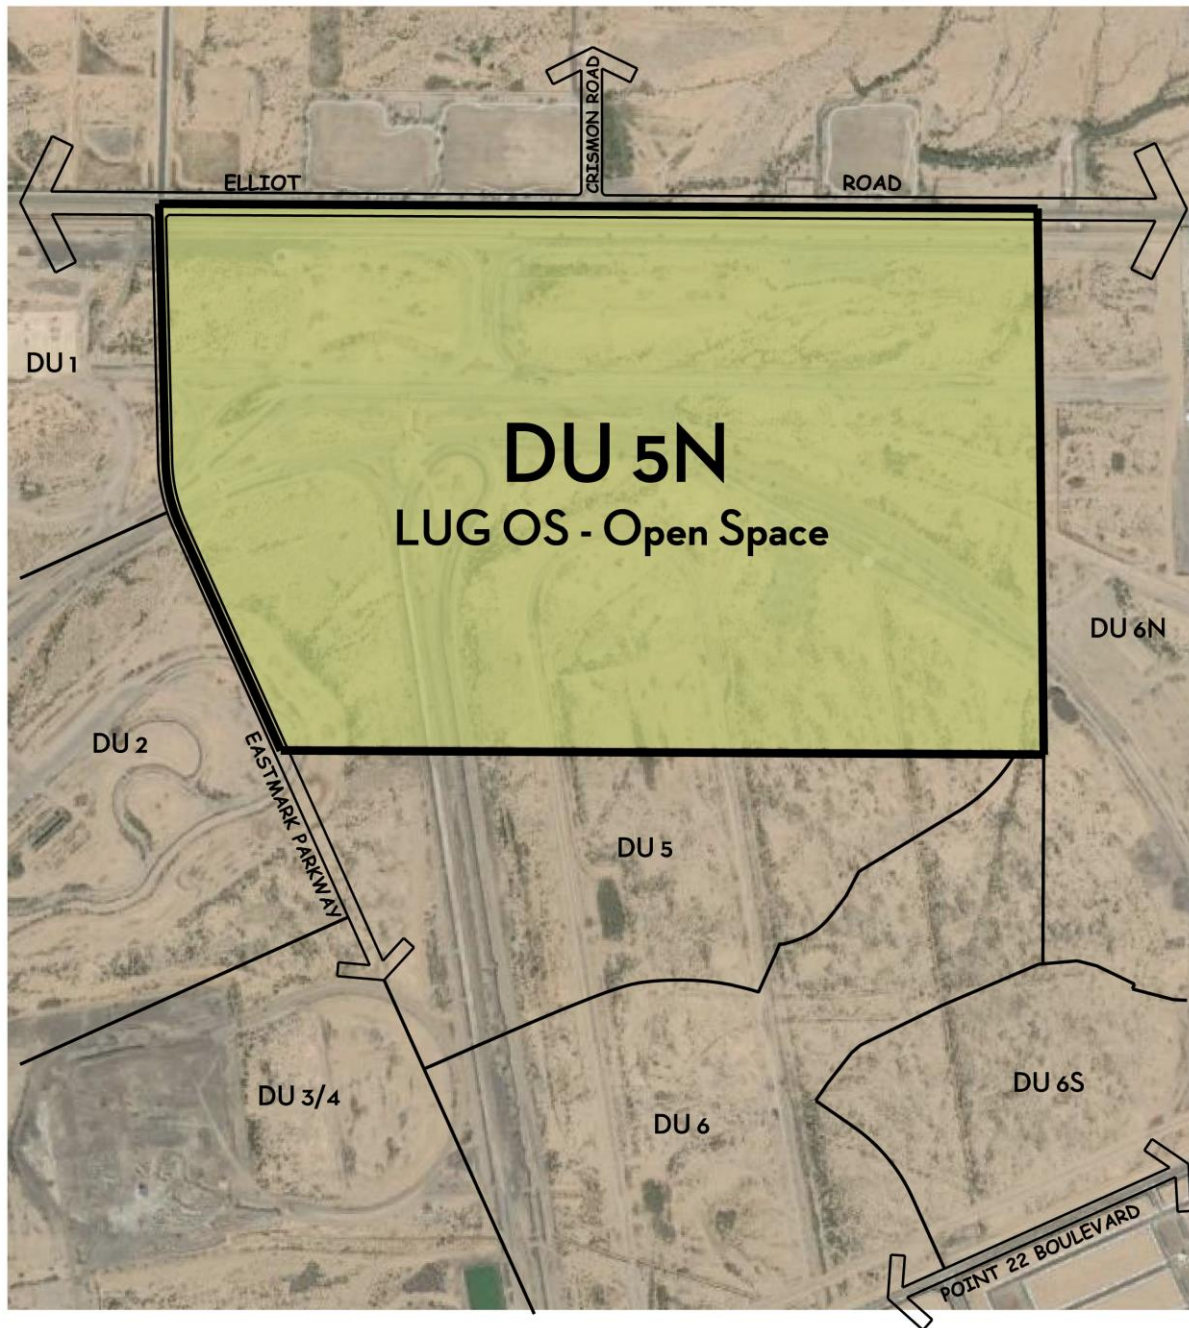 CRISMON ROAD
ELLIOT
ROAD
DU 1
DU 5N
LUG OS - Open Space
DU 6N
DU 2
EASTMARK PARKWAY
DU 5
DU 3/4
DU 6
DU 6S
POINT 22 BOULEVARD